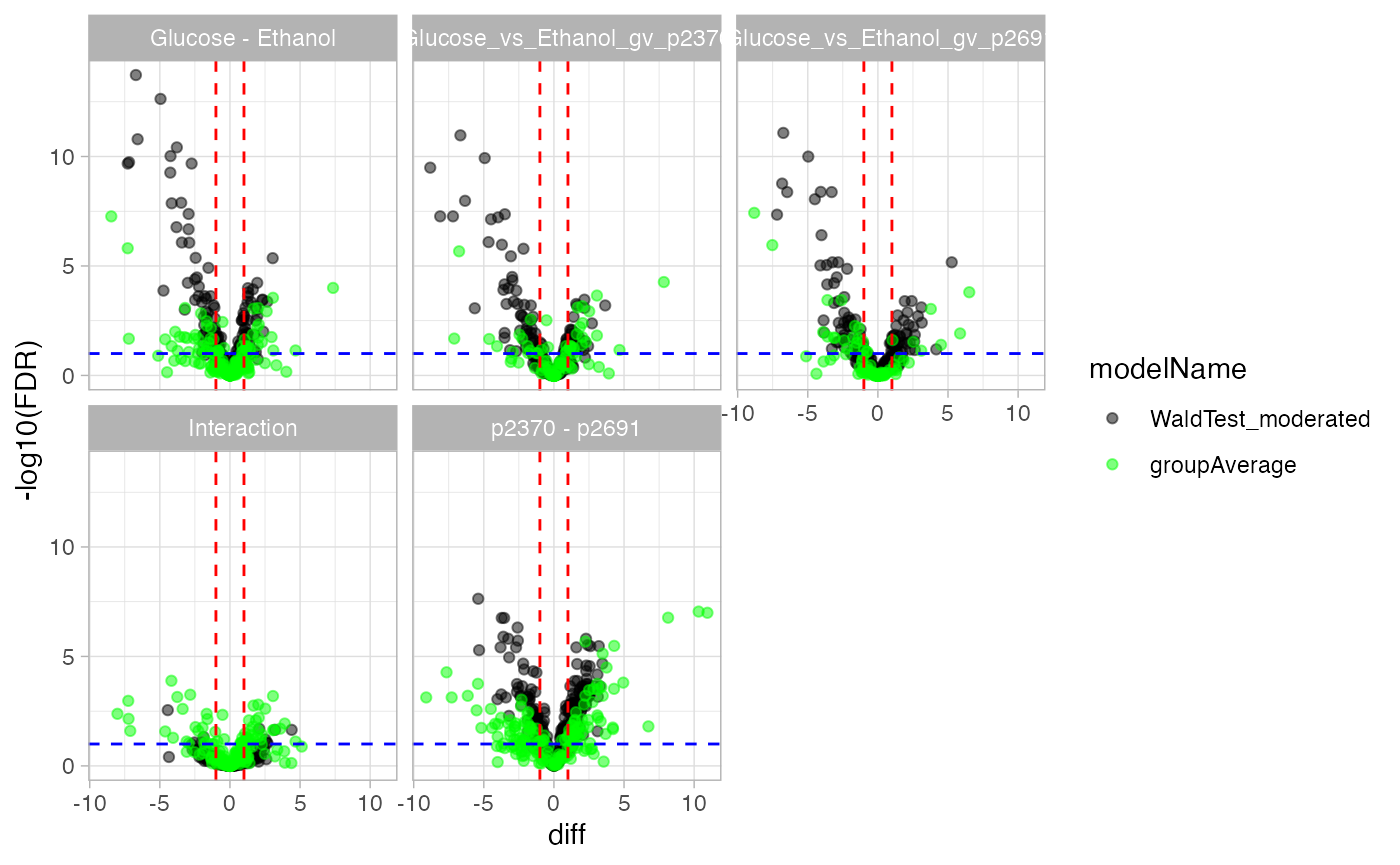 Glucose - Ethanol
Glucose_vs_Ethanol_gv_p2370
Glucose_vs_Ethanol_gv_p2691
10
5
0
-10 -5 0 5 10
Interaction
p2370 - p2691
10
5
0
-10 -5 0 5 10
-10 -5 0 5 10
diff
-log10(FDR)
modelName
WaldTest_moderated
groupAverage